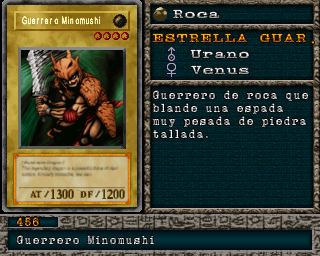 Guerrero Minomushi
AT/1300 DF/1200
Roca
ESTRELLA GUAR.
Urano
Venus
Guerrero de roca que
blande una espada
muy pesada de piedra
tallada.
456
Guerrero Minomushi